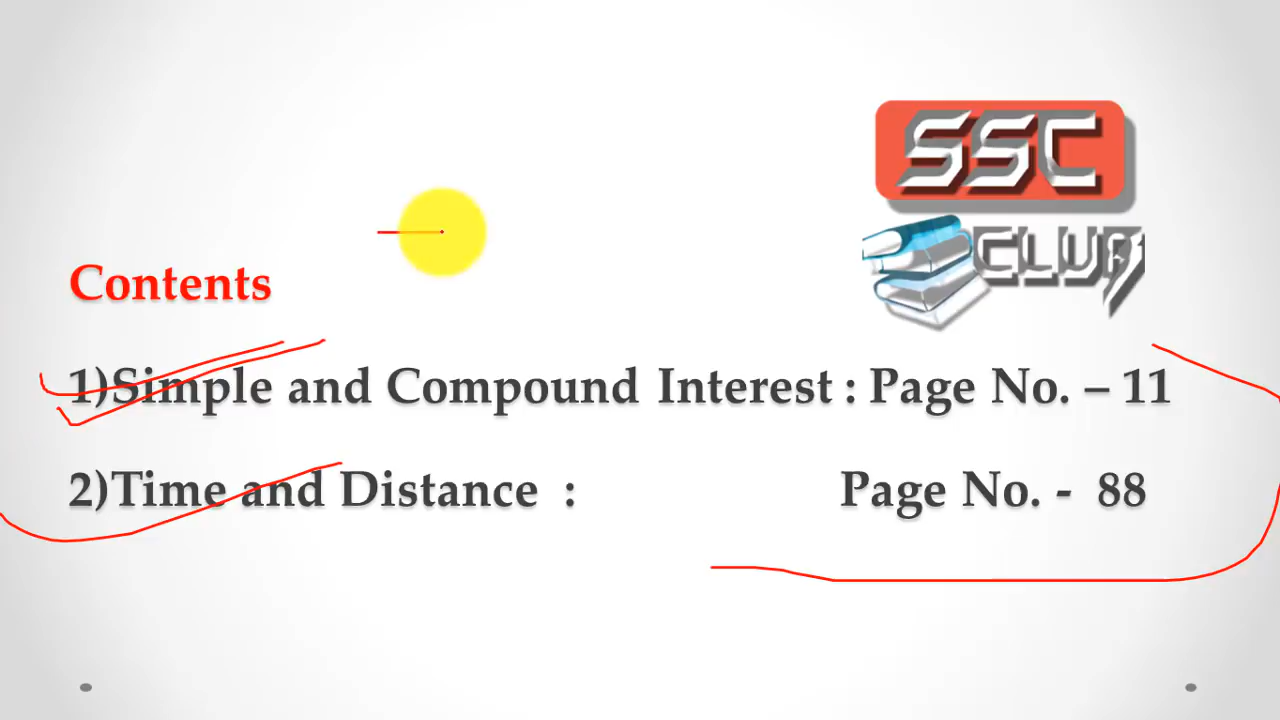 SSC
CLUB
Contents
1)Simple and Compound Interest : Page No. – 11
2)Time and Distance : Page No. - 88